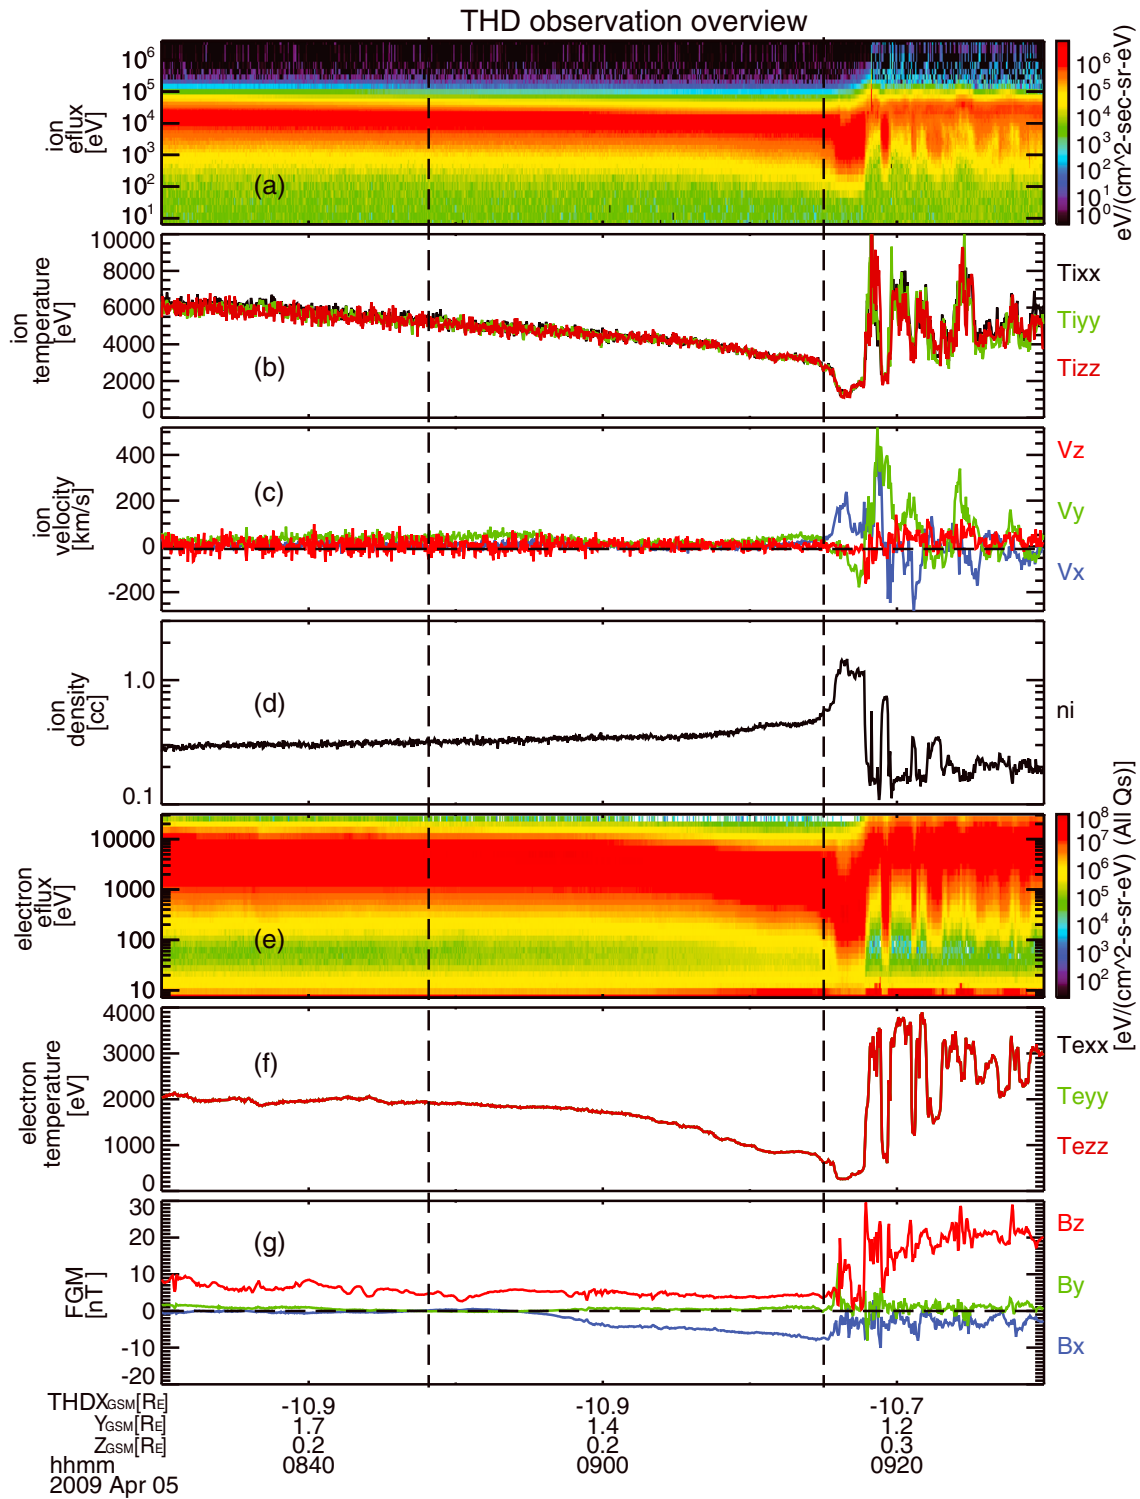 THD observation overview
ion
eflux
[eV]
10^6
10^5
10^4
10^3
10^2
10^1
(a)
10^6
10^5
10^4
10^3
10^2
10^1
10^0
eV/(cm^2-sec-sr-eV)
ion
temperature
[eV]
10000
8000
6000
4000
2000
0
(b)
Tixx
Tiyy
Tizz
ion
velocity
[km/s]
400
200
0
-200
(c)
Vz
Vy
Vx
ion
density
[cc]
1.0
0.1
(d)
ni
electron
eflux
[eV]
10000
1000
100
10
(e)
10^8
10^7
10^6
10^5
10^4
10^3
10^2
[eV/(cm^2-s-sr-eV) (All Qs)]
electron
temperature
[eV]
4000
3000
2000
1000
0
(f)
Texx
Teyy
Tezz
FGM
[nT]
30
20
10
0
-10
-20
(g)
Bz
By
Bx
THDXGSM[RE] -10.9 -10.9 -10.7
YGSM[RE] 1.7 1.4 1.2
ZGSM[RE] 0.2 0.2 0.3
hhmm 0840 0900 0920
2009 Apr 05